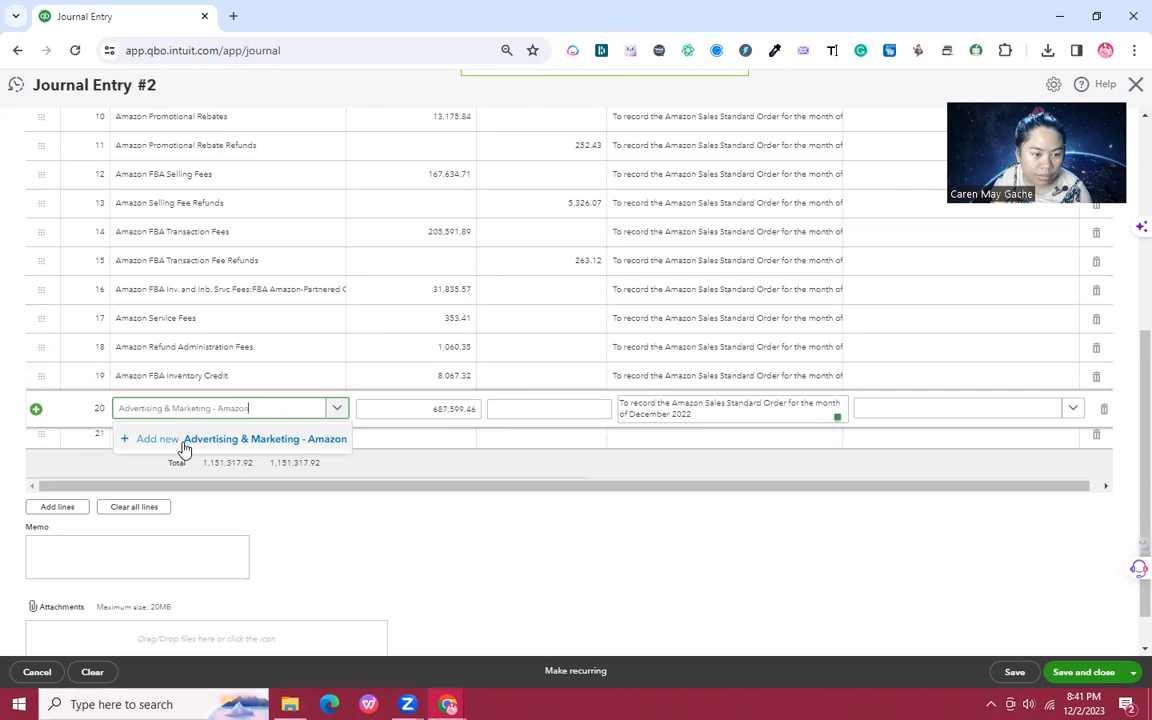 Journal Entry
app.qbo.intuit.com/app/journal
Journal Entry #2
Help
10 Amazon Promotional Rebates 13,175.84 To record the Amazon Sales Standard Order for the month of
11 Amazon Promotional Rebate Refunds 252.43 To record the Amazon Sales Standard Order for the month of
12 Amazon FBA Selling Fees 167,634.71 To record the Amazon Sales Standard Order for the month of
13 Amazon Selling Fee Refunds 5,326.07 To record the Amazon Sales Standard Order for the month of
14 Amazon FBA Transaction Fees 205,591.89 To record the Amazon Sales Standard Order for the month of
15 Amazon FBA Transaction Fee Refunds 263.12 To record the Amazon Sales Standard Order for the month of
16 Amazon FBA Inv. and Inb. Srvc Fees:FBA Amazon-Partnered C 31,835.57 To record the Amazon Sales Standard Order for the month of
17 Amazon Service Fees 353.41 To record the Amazon Sales Standard Order for the month of
18 Amazon Refund Administration Fees 1,060.35 To record the Amazon Sales Standard Order for the month of
19 Amazon FBA Inventory Credit 8,067.32 To record the Amazon Sales Standard Order for the month of
20 Advertising & Marketing - Amazon 687,599.46 To record the Amazon Sales Standard Order for the month
of December 2022
+ Add new Advertising & Marketing - Amazon
21
Total 1,151,317.92 1,151,317.92
Add lines Clear all lines
Memo
Attachments Maximum size: 20MB
Drag/Drop files here or click the icon
Cancel Clear Make recurring Save Save and close
Caren May Gache
Type here to search
8:41 PM
12/2/2023
2